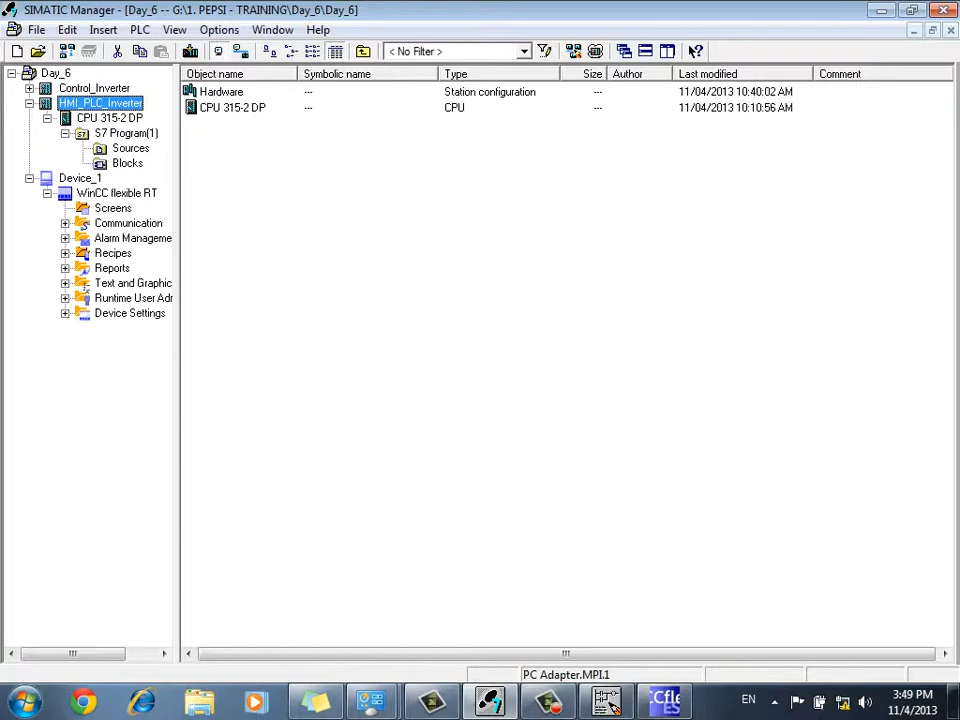 SIMATIC Manager - [Day_6 -- G:\1. PEPSI - TRAINING\Day_6\Day_6]
File Edit Insert PLC View Options Window Help
< No Filter >
Day_6
Control_Inverter
HMI_PLC_Inverter
CPU 315-2 DP
S7 Program(1)
Sources
Blocks
Device_1
WinCC flexible RT
Screens
Communication
Alarm Manageme
Recipes
Reports
Text and Graphic
Runtime User Adr
Device Settings
Object name Symbolic name Type Size Author Last modified Comment
Hardware --- Station configuration --- 11/04/2013 10:40:02 AM
CPU 315-2 DP --- CPU --- 11/04/2013 10:10:56 AM
PC Adapter.MPI.1
Cfle
EN
3:49 PM
11/4/2013